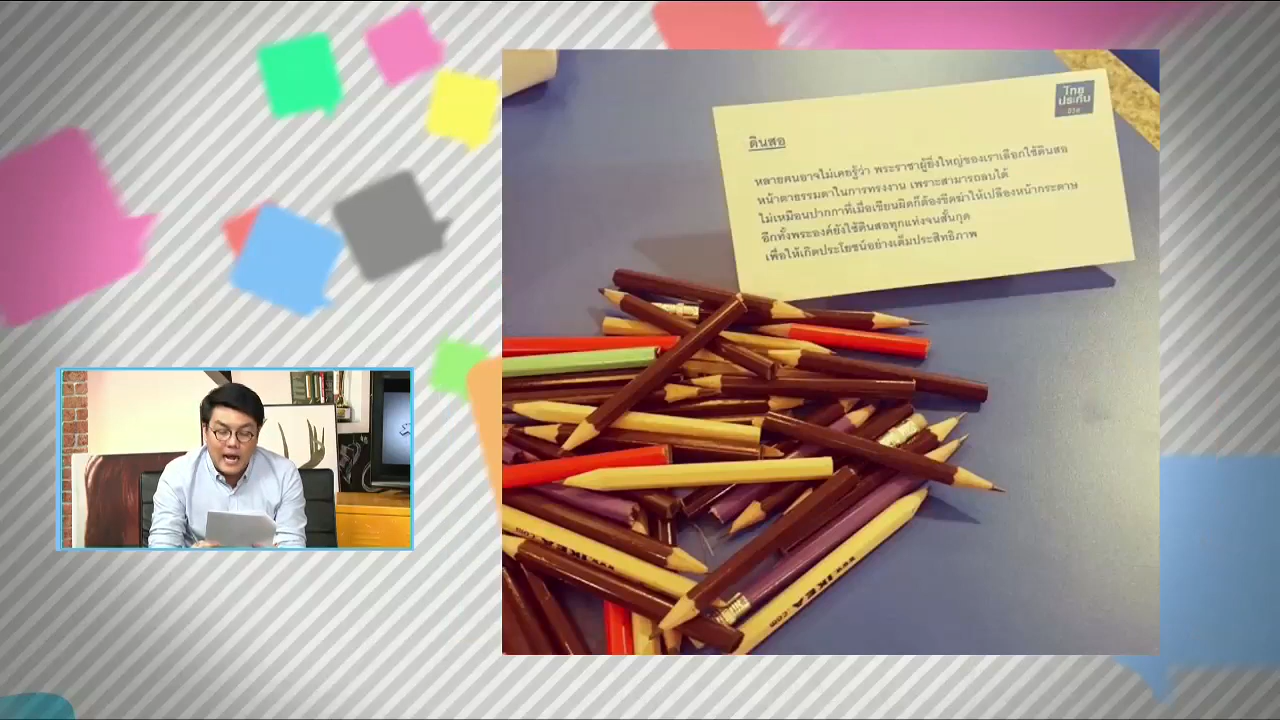 ไทย
ประกัน
ชีวิต
ดินสอ
หลายคนอาจไม่เคยรู้ว่า พระราชาผู้ยิ่งใหญ่ของเราเลือกใช้ดินสอ
หน้าตาธรรมดาในการทรงงาน เพราะสามารถลบได้
ไม่เหมือนปากกาที่เมื่อเขียนผิดก็ต้องขีดฆ่าให้เปลืองหน้ากระดาษ
อีกทั้งพระองค์ยังใช้ดินสอทุกแท่งจนสั้นกุด
เพื่อให้เกิดประโยชน์อย่างเต็มประสิทธิภาพ
IKEA.com
IKEA.com